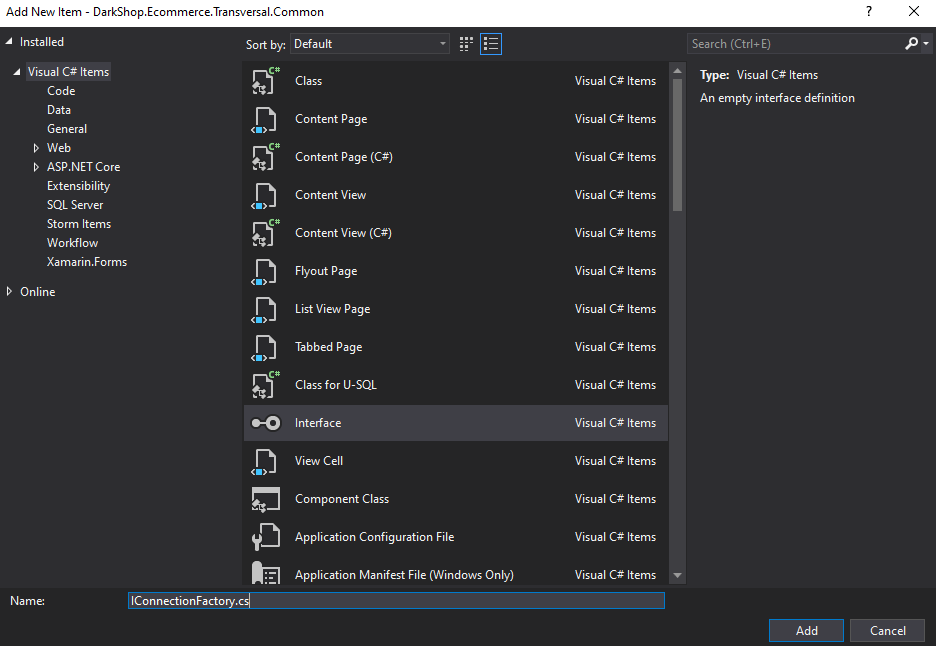 Add New Item - DarkShop.Ecommerce.Transversal.Common
?
Installed
Sort by: Default
Search (Ctrl+E)
Visual C# Items
Code
Data
General
Web
ASP.NET Core
Extensibility
SQL Server
Storm Items
Workflow
Xamarin.Forms
Online
C# Class Visual C# Items
Content Page Visual C# Items
C# Content Page (C#) Visual C# Items
Content View Visual C# Items
C# Content View (C#) Visual C# Items
Flyout Page Visual C# Items
List View Page Visual C# Items
Tabbed Page Visual C# Items
C# Class for U-SQL Visual C# Items
Interface Visual C# Items
View Cell Visual C# Items
Component Class Visual C# Items
Application Configuration File Visual C# Items
Application Manifest File (Windows Only) Visual C# Items
Type: Visual C# Items
An empty interface definition
Name: IConnectionFactory.cs
Add Cancel